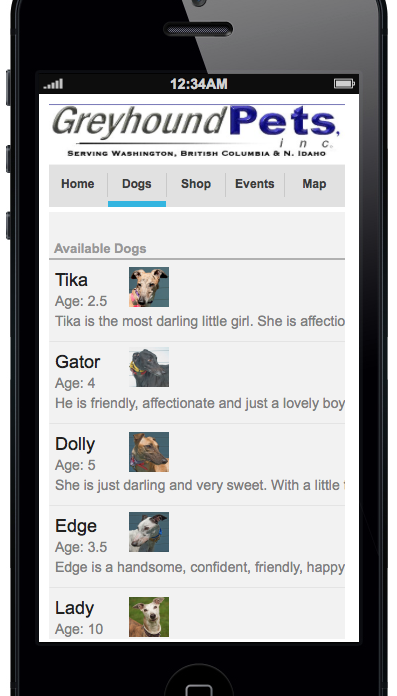 12:34AM
GreyhoundPets,
inc.
Serving Washington, British Columbia & N. Idaho
Home Dogs Shop Events Map
Available Dogs
Tika
Age: 2.5
Tika is the most darling little girl. She is affectio
Gator
Age: 4
He is friendly, affectionate and just a lovely boy
Dolly
Age: 5
She is just darling and very sweet. With a little
Edge
Age: 3.5
Edge is a handsome, confident, friendly, happy
Lady
Age: 10